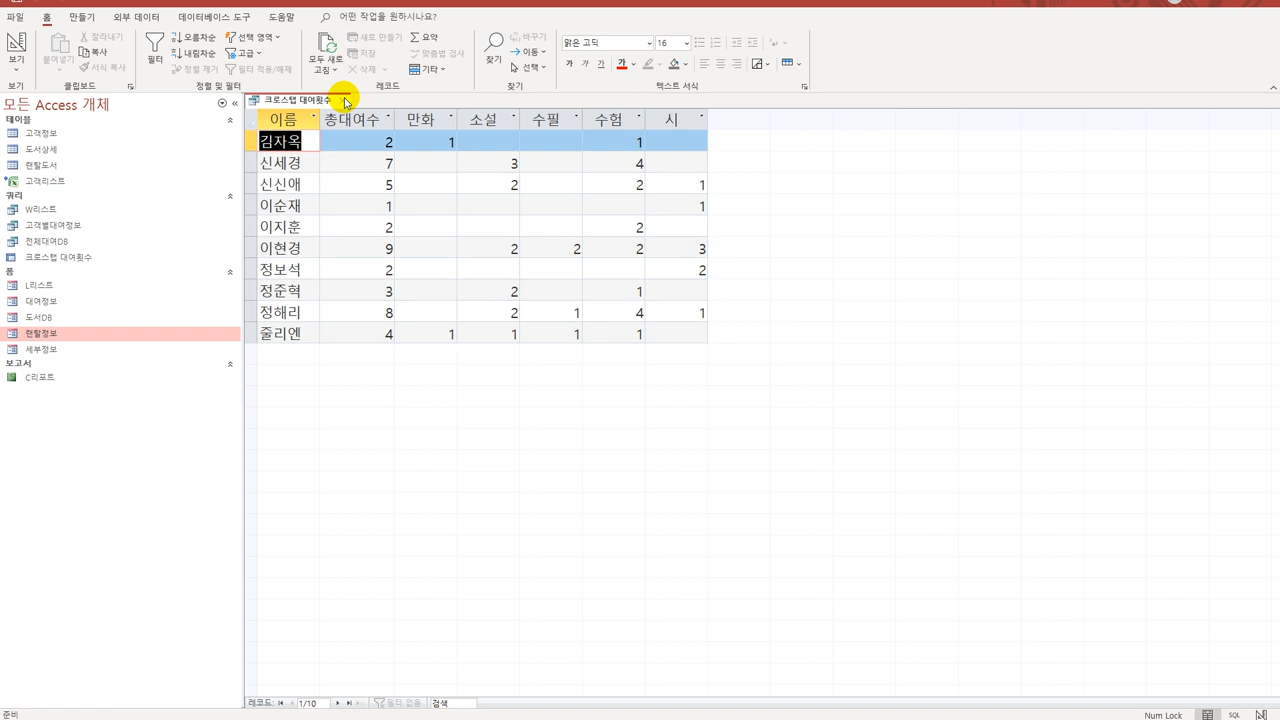 파일 홈 만들기 외부 데이터 데이터베이스 도구 도움말 어떤 작업을 원하시나요?
보기 붙여넣기 잘라내기 복사 서식 복사 필터 오름차순 내림차순 정렬 제거 선택 영역 고급 필터 적용/해제 모두 새로 고침 새로 만들기 저장 삭제 요약 맞춤법 검사 기타 찾기 바꾸기 이동 선택 맑은 고딕 16 가 가 가 가
보기 클립보드 정렬 및 필터 레코드 찾기 텍스트 서식
모든 Access 개체
테이블
고객정보
도서상세
랜탈도서
고객리스트
쿼리
W리스트
고객별대여정보
전체대여DB
크로스탭 대여횟수
폼
L리스트
대여정보
도서DB
랜탈정보
세부정보
보고서
C리포트
크로스탭 대여횟수
이름 총대여수 만화 소설 수필 수험 시
김자옥 2 1 1
신세경 7 3 4
신신애 5 2 2 1
이순재 1 1
이지훈 2 2
이현경 9 2 2 2 3
정보석 2 2
정준혁 3 2 1
정해리 8 2 1 4 1
줄리엔 4 1 1 1 1
레코드: 1/10 필터 없음 검색
준비 Num Lock SQL